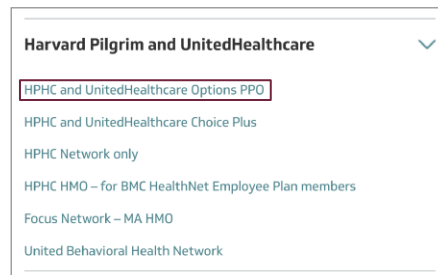 Harvard Pilgrim and UnitedHealthcare
HPHC and UnitedHealthcare Options PPO
HPHC and UnitedHealthcare Choice Plus
HPHC Network only
HPHC HMO – for BMC HealthNet Employee Plan members
Focus Network – MA HMO
United Behavioral Health Network